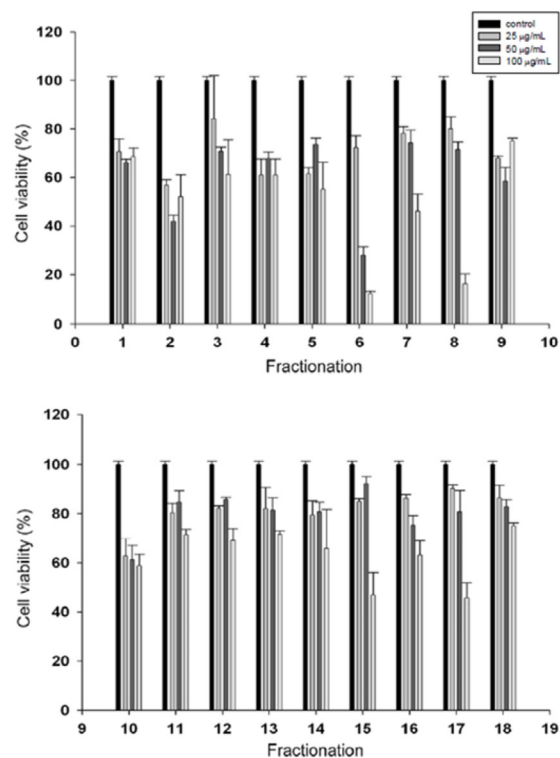 control
25 μg/mL
50 μg/mL
100 μg/mL
120
100
80
60
40
20
0
Cell viability (%)
0 1 2 3 4 5 6 7 8 9 10
Fractionation
120
100
80
60
40
20
0
Cell viability (%)
9 10 11 12 13 14 15 16 17 18 19
Fractionation